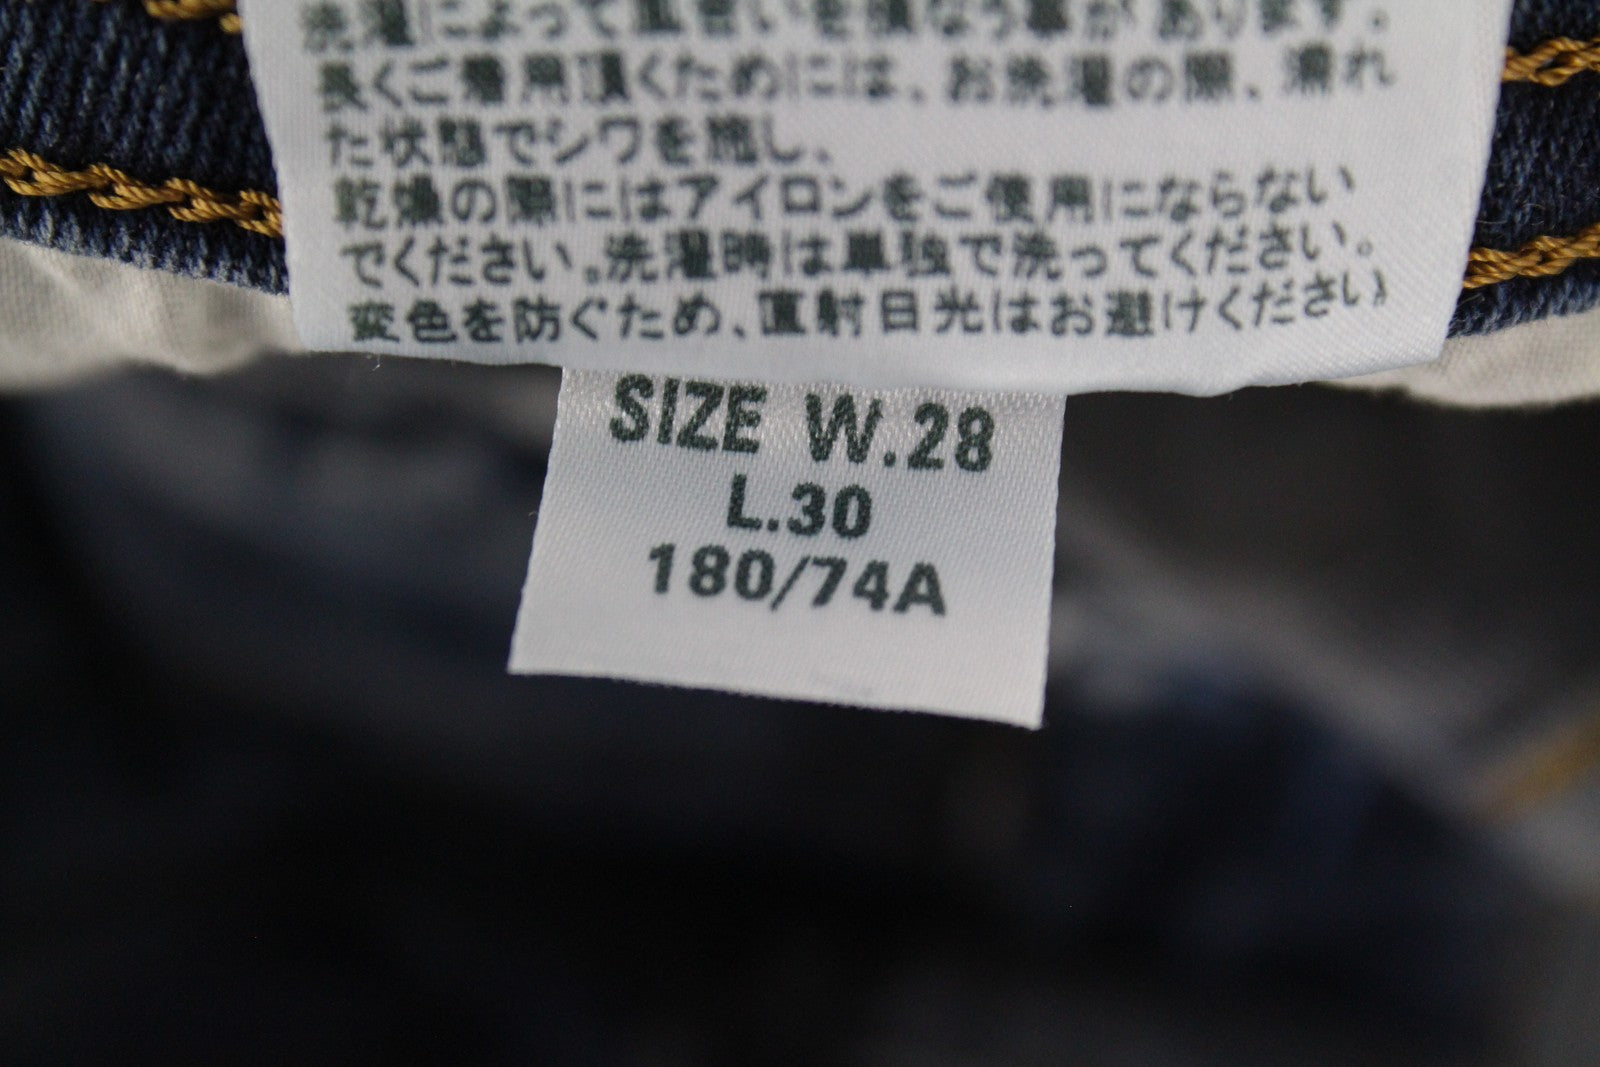 洗濯によって風合いを損なう事があります。
良くご着用頂くためには、お洗濯の際、濡れ
た状態でシワを施し、
乾燥の際にはアイロンをご使用にならない
でください。洗濯時は単独で洗ってください。
変色を防ぐため、直射日光はお避けください)
SIZE W.28
L.30
180/74A